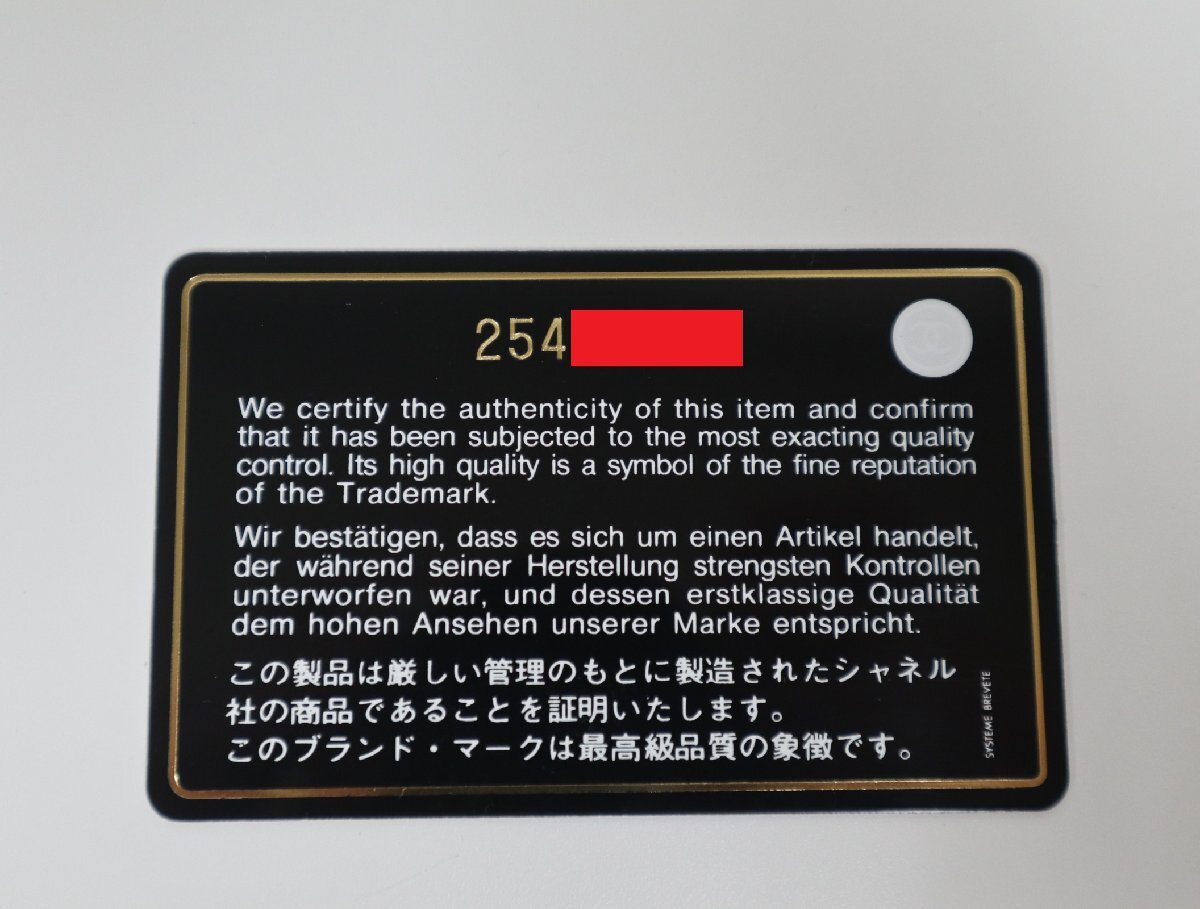 254
We certify the authenticity of this item and confirm
that it has been subjected to the most exacting quality
control. Its high quality is a symbol of the fine reputation
of the Trademark.
Wir bestätigen, dass es sich um einen Artikel handelt,
der während seiner Herstellung strengsten Kontrollen
unterworfen war, und dessen erstklassige Qualität
dem hohen Ansehen unserer Marke entspricht.
この製品は厳しい管理のもとに製造されたシャネル
社の商品であることを証明いたします。
このブランド・マークは最高級品質の象徴です。
SYSTEME BREVETE